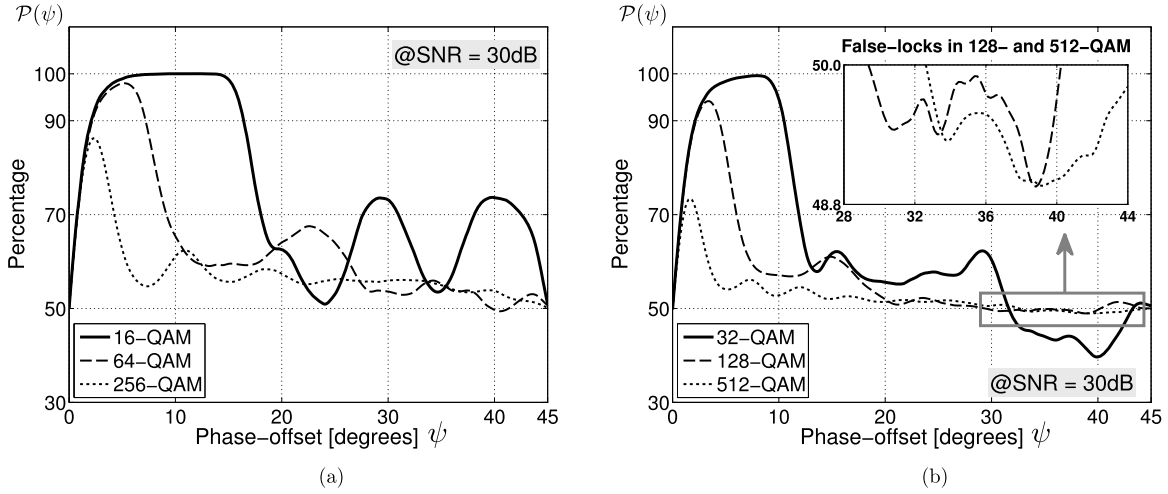 𝒫(ψ)
@SNR = 30dB
100
90
70
50
30
Percentage
16−QAM
64−QAM
256−QAM
0 10 20 30 40 45
Phase−offset [degrees] ψ
(a)
𝒫(ψ)
False−locks in 128− and 512−QAM
50.0
48.8
28 32 36 40 44
100
90
70
50
30
Percentage
32−QAM
128−QAM
512−QAM
@SNR = 30dB
0 10 20 30 40 45
Phase−offset [degrees] ψ
(b)